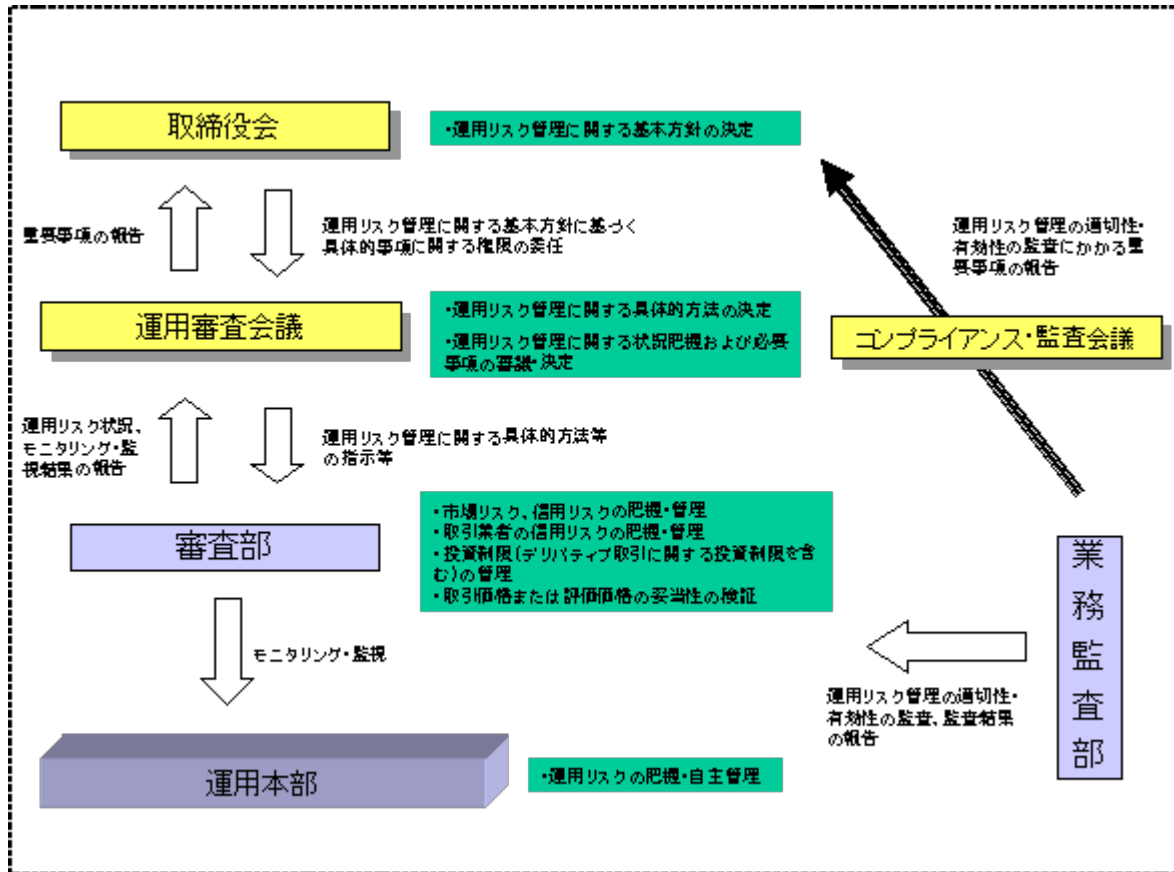 取締役会
・運用リスク管理に関する基本方針の決定
重要事項の報告
運用リスク管理に関する基本方針に基づく
具体的事項に関する権限の委任
運用リスク管理の適切性・
有効性の監査にかかる重
要事項の報告
運用審査会議
・運用リスク管理に関する具体的方法の決定
・運用リスク管理に関する状況把握および必要
事項の審議・決定
コンプライアンス・監査会議
運用リスク状況、
モニタリング・監
視結果の報告
運用リスク管理に関する具体的方法等
の指示等
審査部
・市場リスク、信用リスクの把握・管理
・取引業者の信用リスクの把握・管理
・投資制限(デリバティブ取引に関する投資制限を含
む)の管理
・取引価格または評価価格の妥当性の検証
業務監査部
モニタリング・監視
運用リスク管理の適切性・
有効性の監査、監査結果
の報告
運用本部
・運用リスクの把握・自主管理